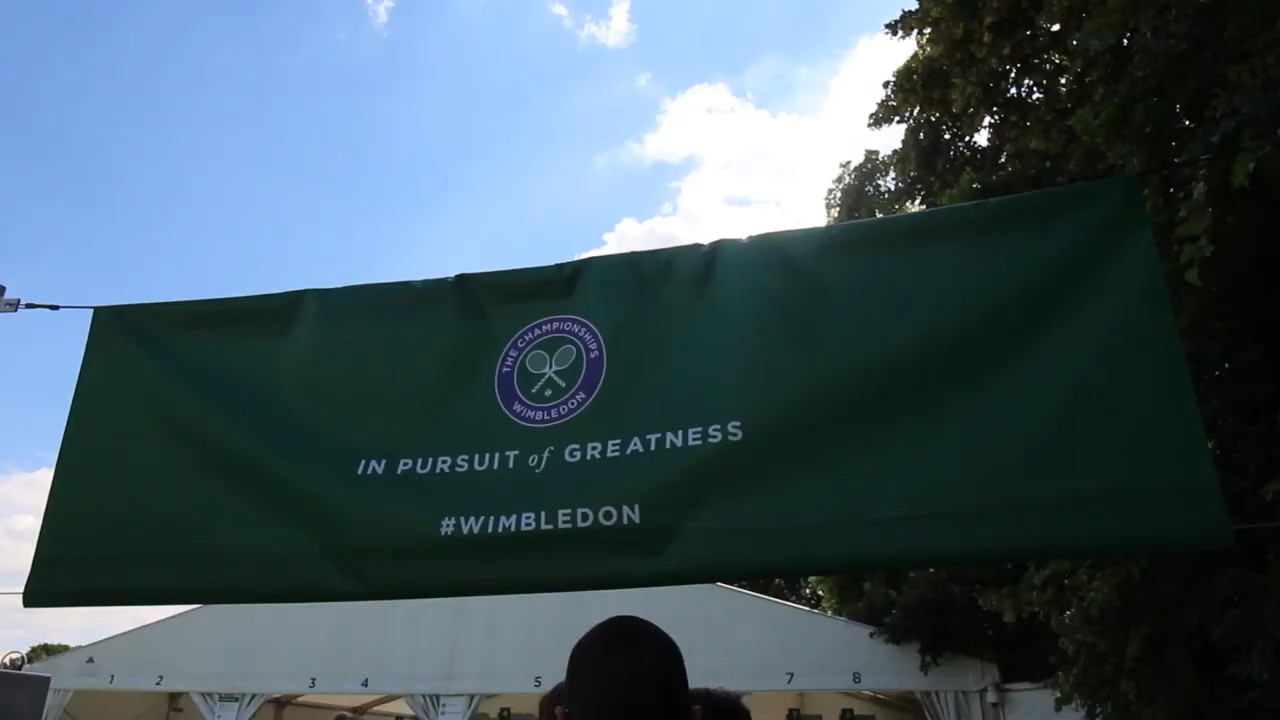 THE CHAMPIONSHIPS
WIMBLEDON
IN PURSUIT of GREATNESS
#WIMBLEDON
1 2 3 4 5 7 8